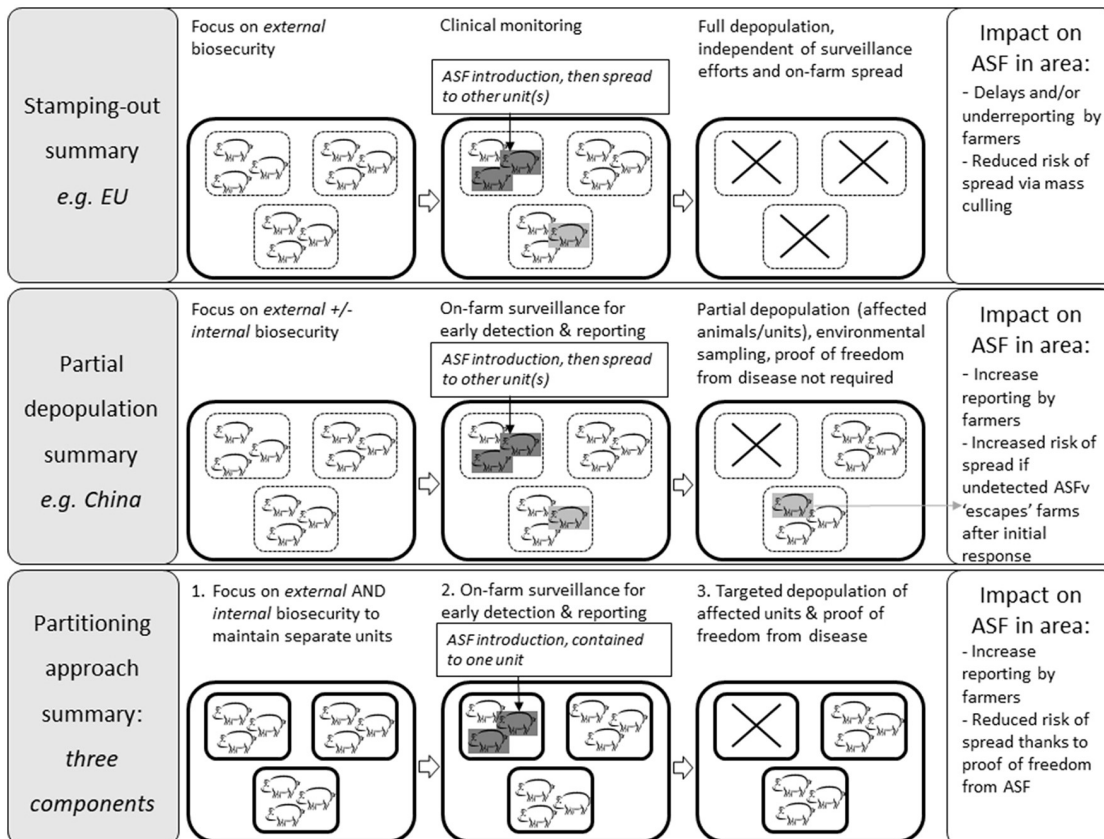 Stamping-out
summary
e.g. EU
Focus on external
biosecurity
Clinical monitoring
ASF introduction, then spread
to other unit(s)
Full depopulation,
independent of surveillance
efforts and on-farm spread
Impact on
ASF in area:
- Delays and/or
underreporting by
farmers
- Reduced risk of
spread via mass
culling
Partial
depopulation
summary
e.g. China
Focus on external +/-
internal biosecurity
On-farm surveillance for
early detection & reporting
ASF introduction, then spread
to other unit(s)
Partial depopulation (affected
animals/units), environmental
sampling, proof of freedom
from disease not required
Impact on
ASF in area:
- Increase
reporting by
farmers
- Increased risk of
spread if
undetected ASFv
‘escapes’ farms
after initial
response
Partitioning
approach
summary:
three
components
1. Focus on external AND
internal biosecurity to
maintain separate units
2. On-farm surveillance for
early detection & reporting
ASF introduction, contained
to one unit
3. Targeted depopulation of
affected units & proof of
freedom from disease
Impact on
ASF in area:
- Increase
reporting by
farmers
- Reduced risk of
spread thanks to
proof of freedom
from ASF